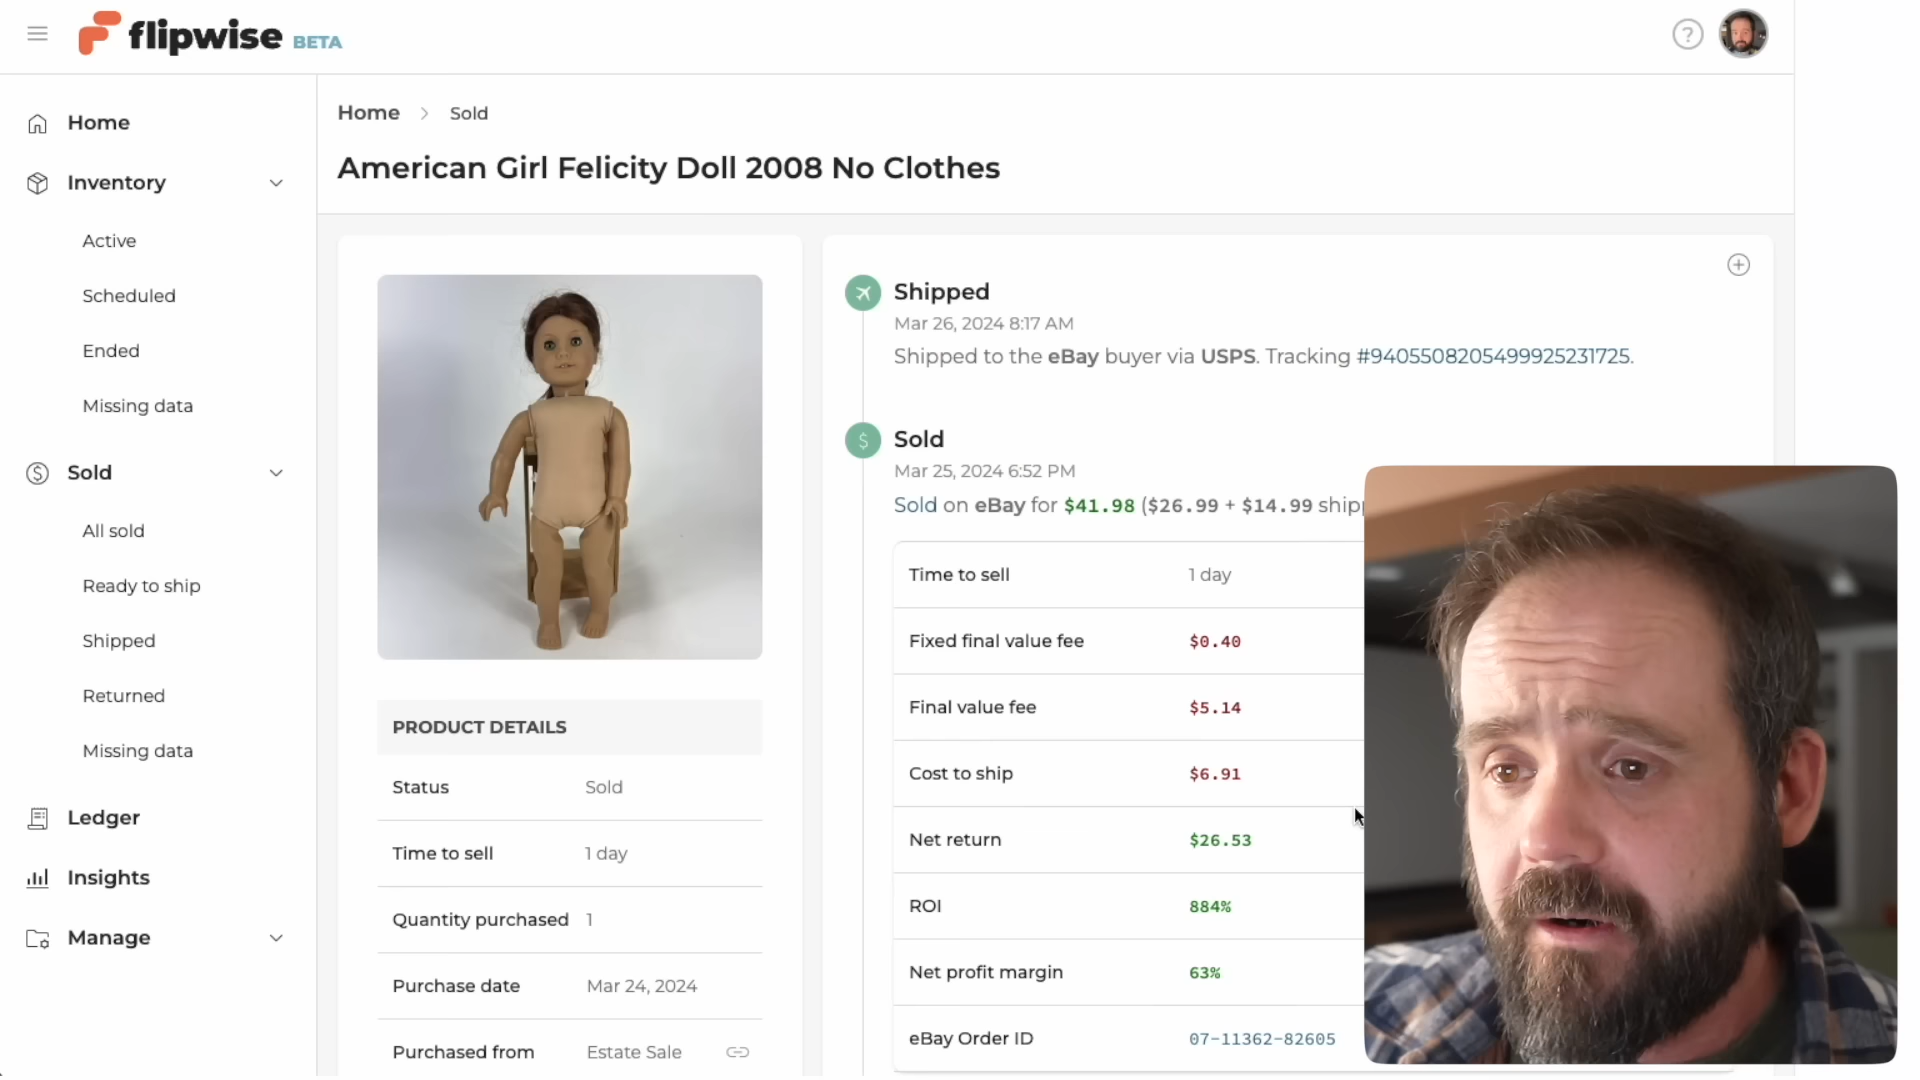 flipwise BETA
?
Home
Inventory
Active
Scheduled
Ended
Missing data
Sold
All sold
Ready to ship
Shipped
Returned
Missing data
Ledger
Insights
Manage
Home > Sold
American Girl Felicity Doll 2008 No Clothes
PRODUCT DETAILS
Status Sold
Time to sell 1 day
Quantity purchased 1
Purchase date Mar 24, 2024
Purchased from Estate Sale
Shipped
Mar 26, 2024 8:17 AM
Shipped to the eBay buyer via USPS. Tracking #9405508205499925231725.
$ Sold
Mar 25, 2024 6:52 PM
Sold on eBay for $41.98 ($26.99 + $14.99 shipp
Time to sell 1 day
Fixed final value fee $0.40
Final value fee $5.14
Cost to ship $6.91
Net return $26.53
ROI 884%
Net profit margin 63%
eBay Order ID 07-11362-82605